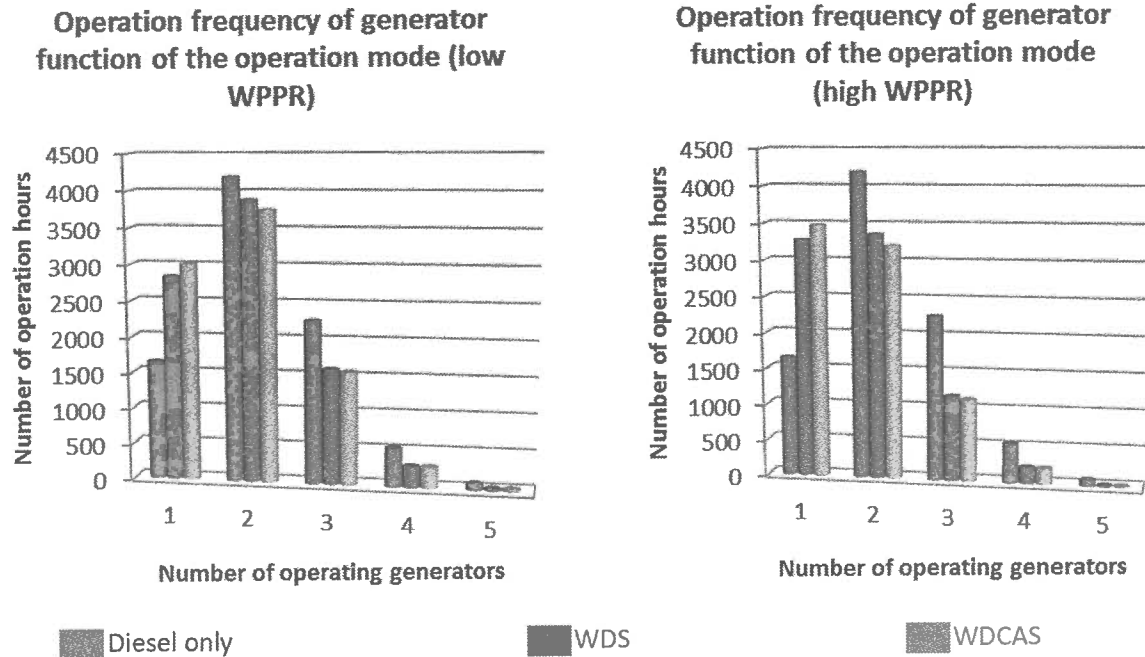 Operation frequency of generator
function of the operation mode (low
WPPR)
4500
4000
3500
3000
2500
2000
1500
1000
500
0
Number of operation hours
1 2 3 4 5
Number of operating generators
Operation frequency of generator
function of the operation mode
(high WPPR)
4500
4000
3500
3000
2500
2000
1500
1000
500
0
Number of operation hours
1 2 3 4 5
Number of operating generators
Diesel only WDS WDCAS